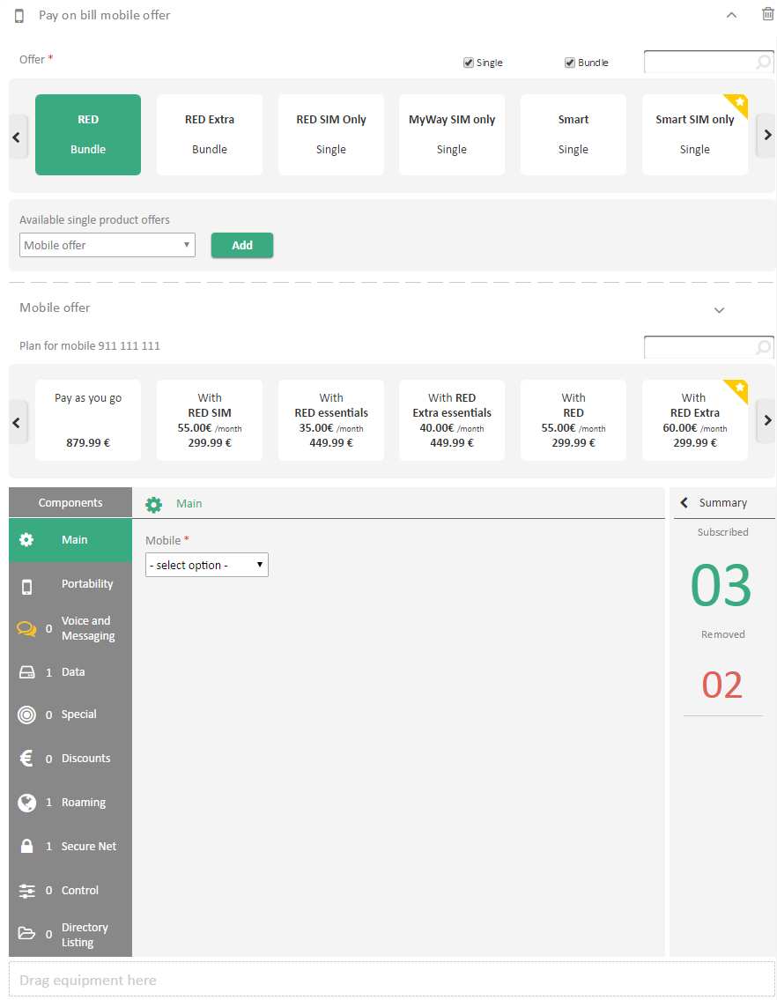 Pay on bill mobile offer
Offer *
Single
Bundle
RED
Bundle
RED Extra
Bundle
RED SIM Only
Single
MyWay SIM only
Single
Smart
Single
Smart SIM only
Single
Available single product offers
Mobile offer
Add
Mobile offer
Plan for mobile 911 111 111
Pay as you go
879.99 €
With
RED SIM
55.00€ /month
299.99 €
With
RED essentials
35.00€ /month
449.99 €
With RED
Extra essentials
40.00€ /month
449.99 €
With
RED
55.00€ /month
299.99 €
With
RED Extra
60.00€ /month
299.99 €
Components
Main
Portability
0 Voice and
Messaging
1 Data
0 Special
€ 0 Discounts
1 Roaming
1 Secure Net
0 Control
0 Directory
Listing
Main
Mobile *
- select option -
Summary
Subscribed
03
Removed
02
Drag equipment here